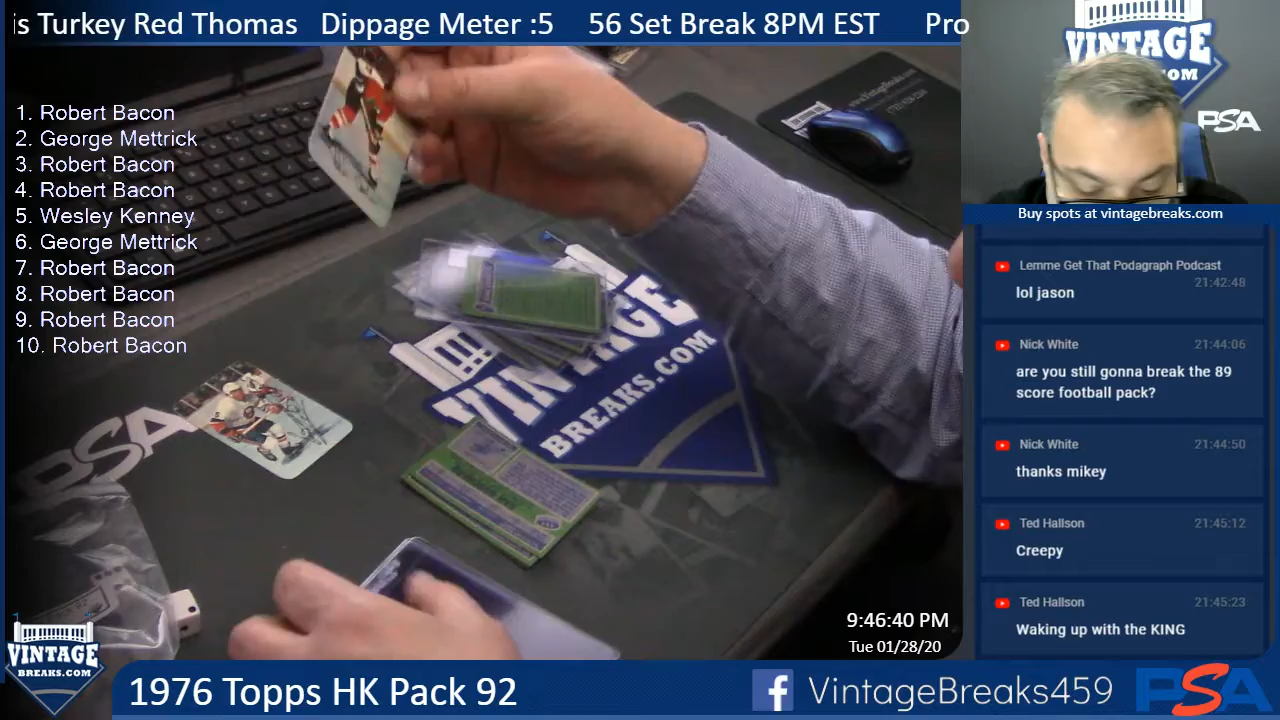 is Turkey Red Thomas Dippage Meter :5 56 Set Break 8PM EST Pro
VINTAGE
.COM
PSA
1. Robert Bacon
2. George Mettrick
3. Robert Bacon
4. Robert Bacon
5. Wesley Kenney
6. George Mettrick
7. Robert Bacon
8. Robert Bacon
9. Robert Bacon
10. Robert Bacon
Buy spots at vintagebreaks.com
Lemme Get That Podagraph Podcast
21:42:48
lol jason
Nick White 21:44:06
are you still gonna break the 89
score football pack?
Nick White 21:44:50
thanks mikey
Ted Hallson 21:45:12
Creepy
Ted Hallson 21:45:23
Waking up with the KING
VINTAGE
BREAKS.COM
PSA
9:46:40 PM
Tue 01/28/20
VINTAGE
BREAKS.COM
1976 Topps HK Pack 92
f VintageBreaks459
PSA